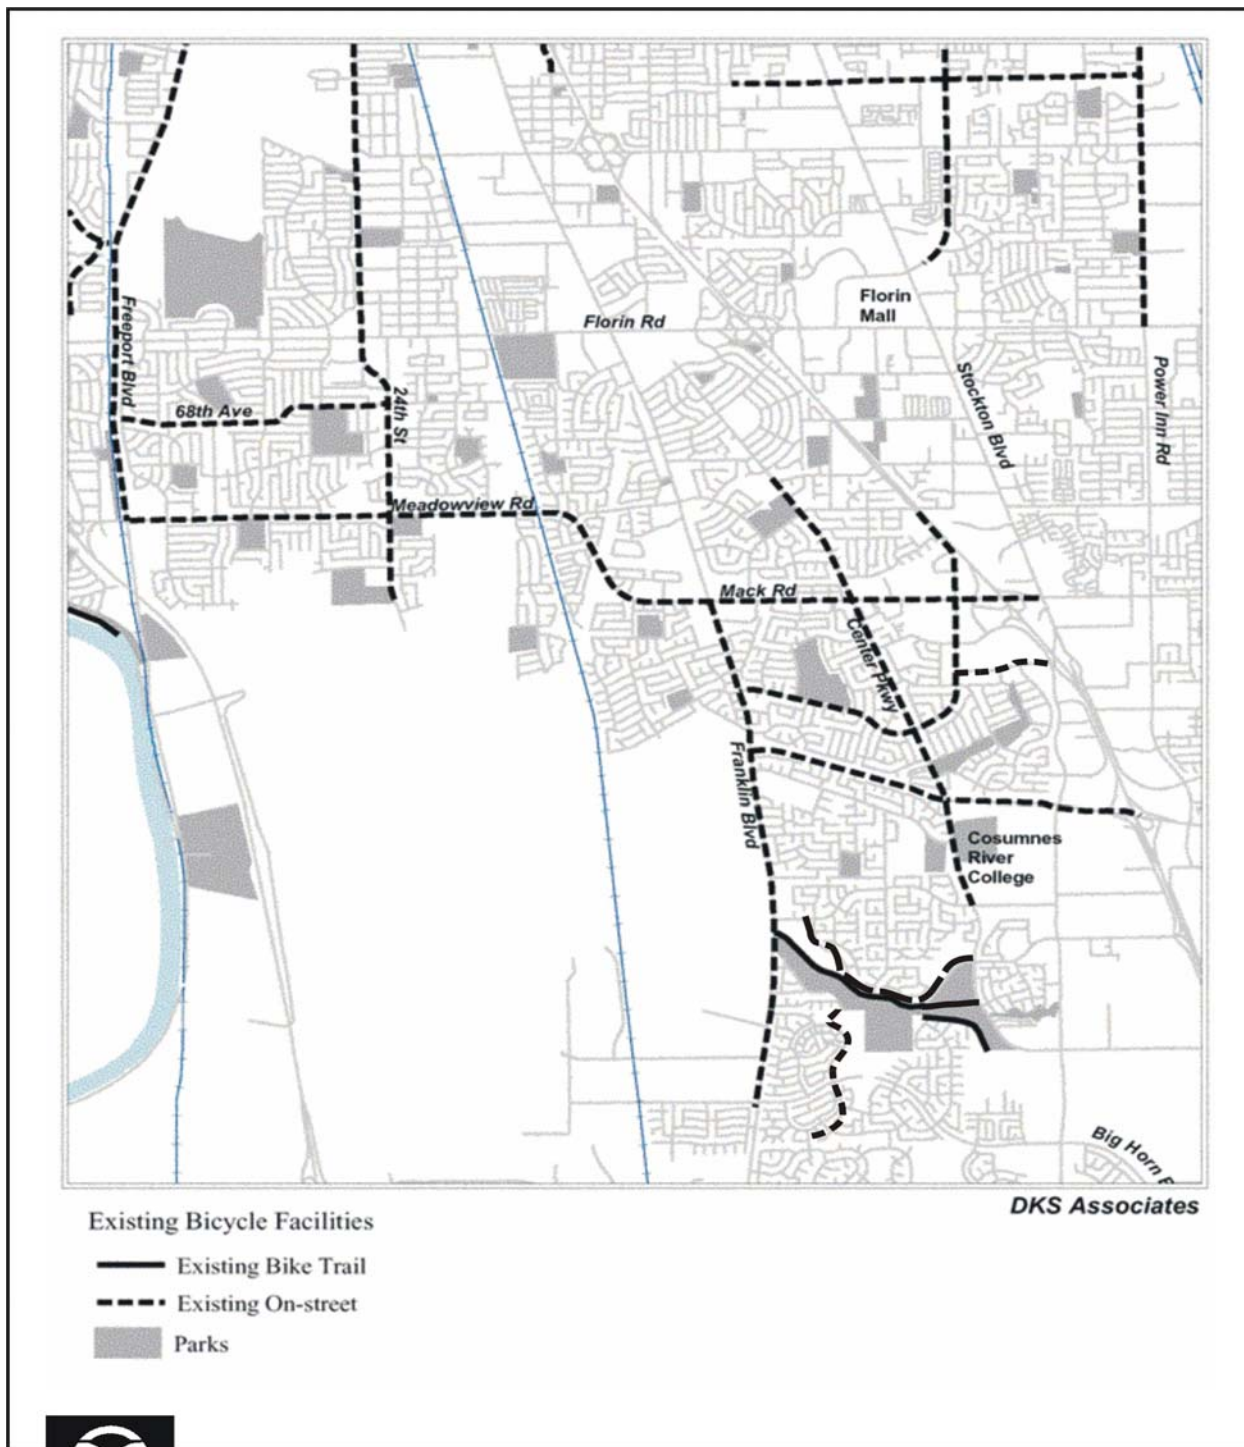 Florin
Mall
Florin Rd
Freeport Blvd
68th Ave
24th St
Stockton Blvd
Power Inn Rd
Meadowview Rd
Mack Rd
Center Pkwy
Franklin Blvd
Cosumnes
River
College
Big Horn B
DKS Associates
Existing Bicycle Facilities
Existing Bike Trail
Existing On-street
Parks